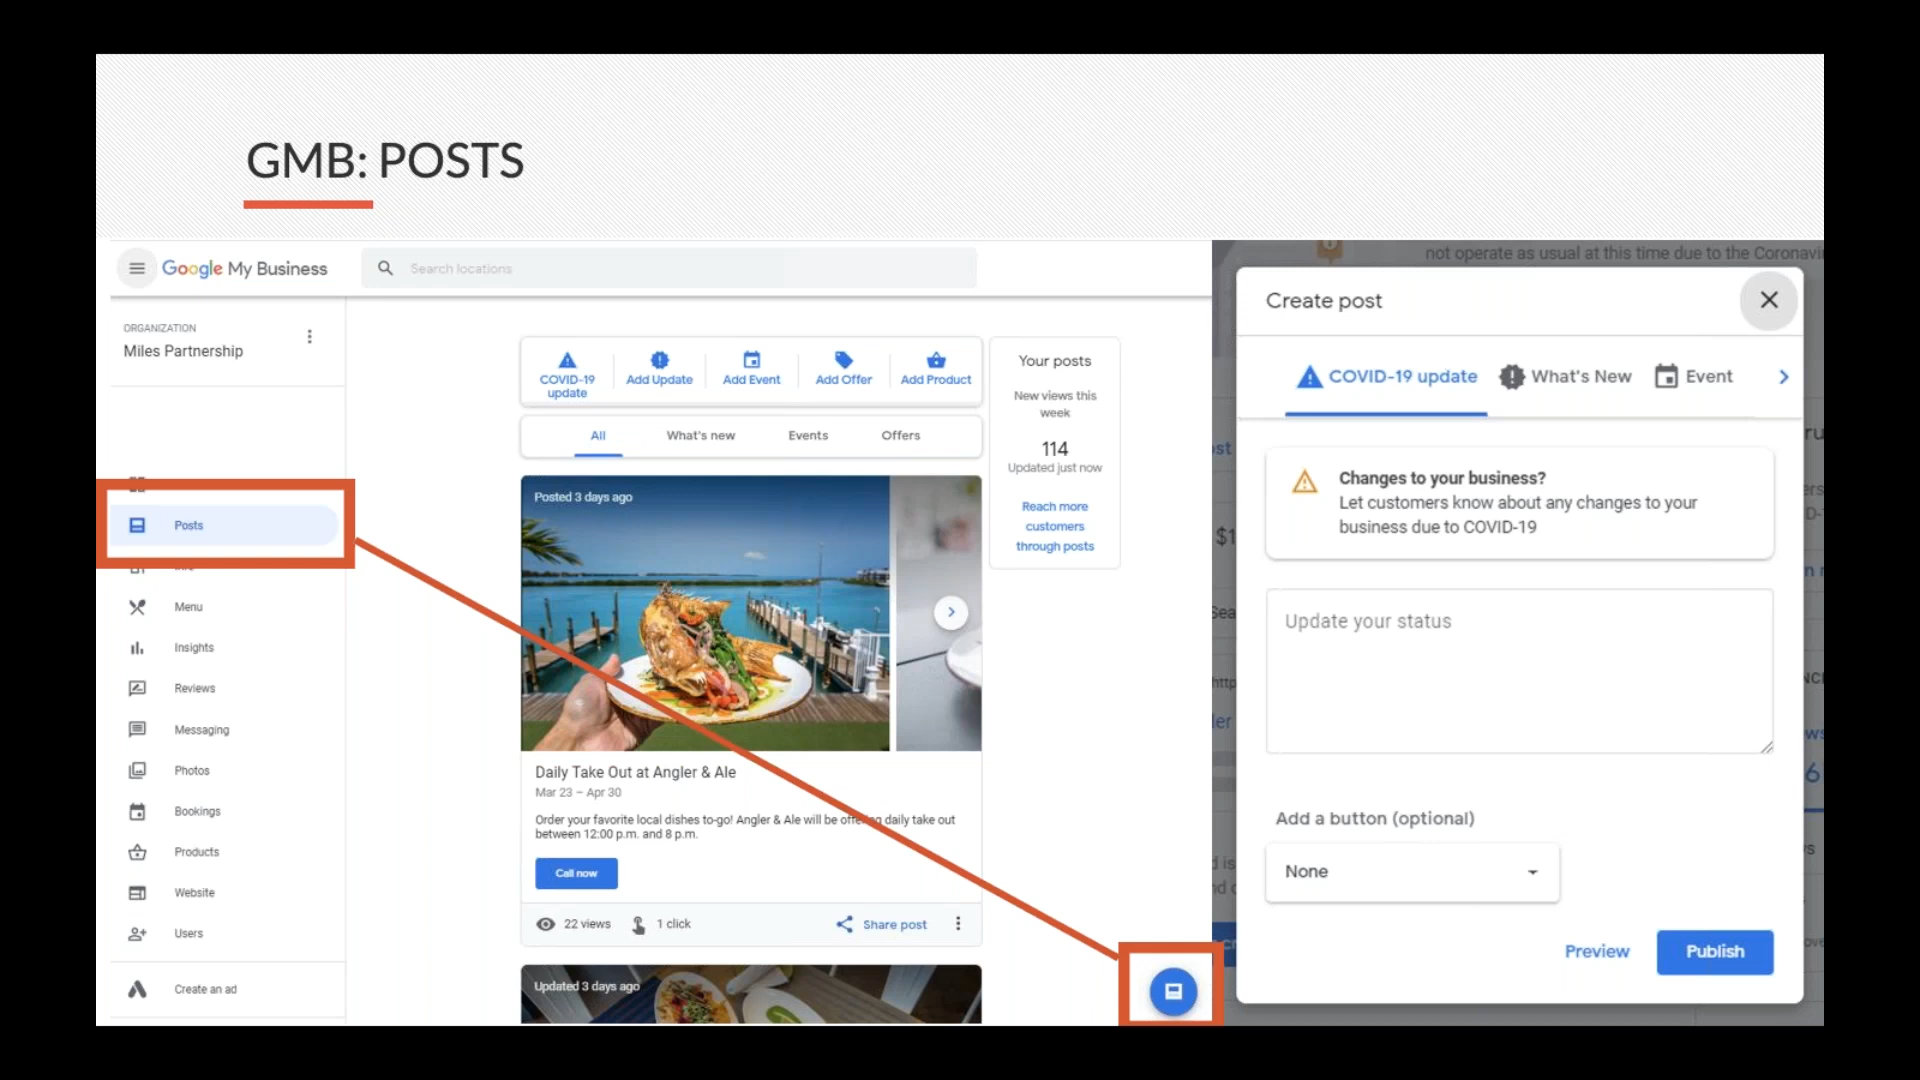 GMB: POSTS
Google My Business
Search locations
ORGANIZATION
Miles Partnership
Posts
Menu
Insights
Reviews
Messaging
Photos
Bookings
Products
Website
Users
Create an ad
COVID-19
update
Add Update
Add Event
Add Offer
Add Product
All
What's new
Events
Offers
Posted 3 days ago
Daily Take Out at Angler & Ale
Mar 23 – Apr 30
Order your favorite local dishes to-go! Angler & Ale will be offering daily take out
between 12:00 p.m. and 8 p.m.
Call now
22 views
1 click
Share post
Updated 3 days ago
Your posts
New views this
week
114
Updated just now
Reach more
customers
through posts
not operate as usual at this time due to the Coronavi
Create post
COVID-19 update
What's New
Event
Changes to your business?
Let customers know about any changes to your
business due to COVID-19
Update your status
Add a button (optional)
None
Preview
Publish